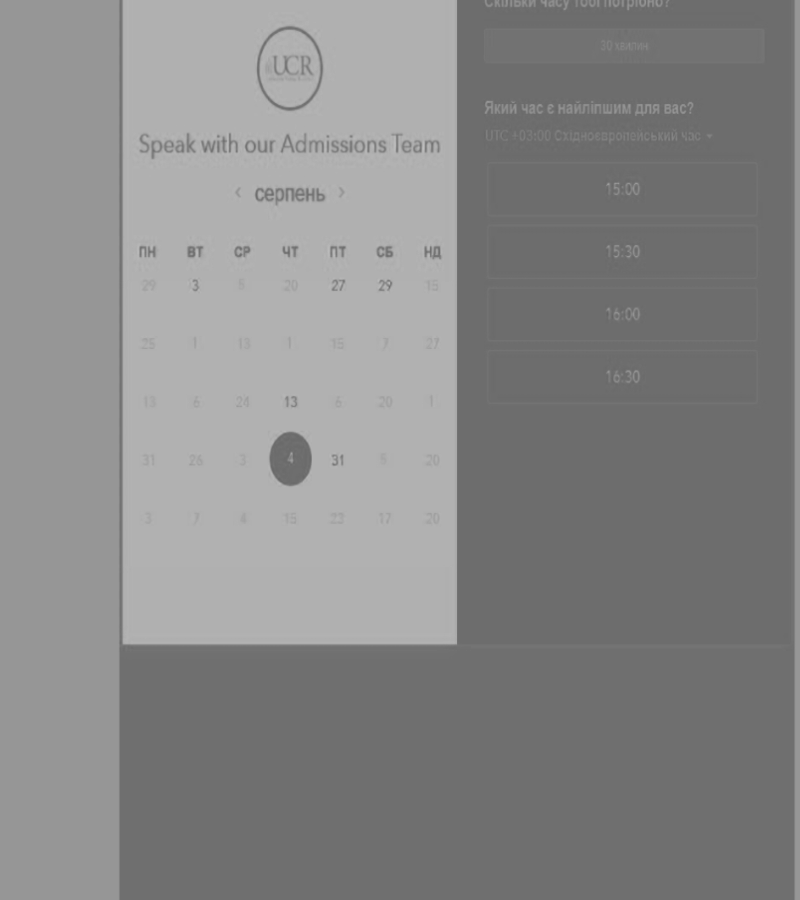 UCR
Speak with our Admissions Team
‹ серпень ›
ПН ВТ СР ЧТ ПТ СБ НД
29 3 8 20 27 29 15
25 1 13 1 15 7 27
13 6 24 13 6 20 1
31 26 3 4 31 5 20
3 7 4 15 23 17 20
Скільки часу тобі потрібно?
30 хвилин
Який час є найліпшим для вас?
UTC +03:00 Східноєвропейський час
15:00
15:30
16:00
16:30